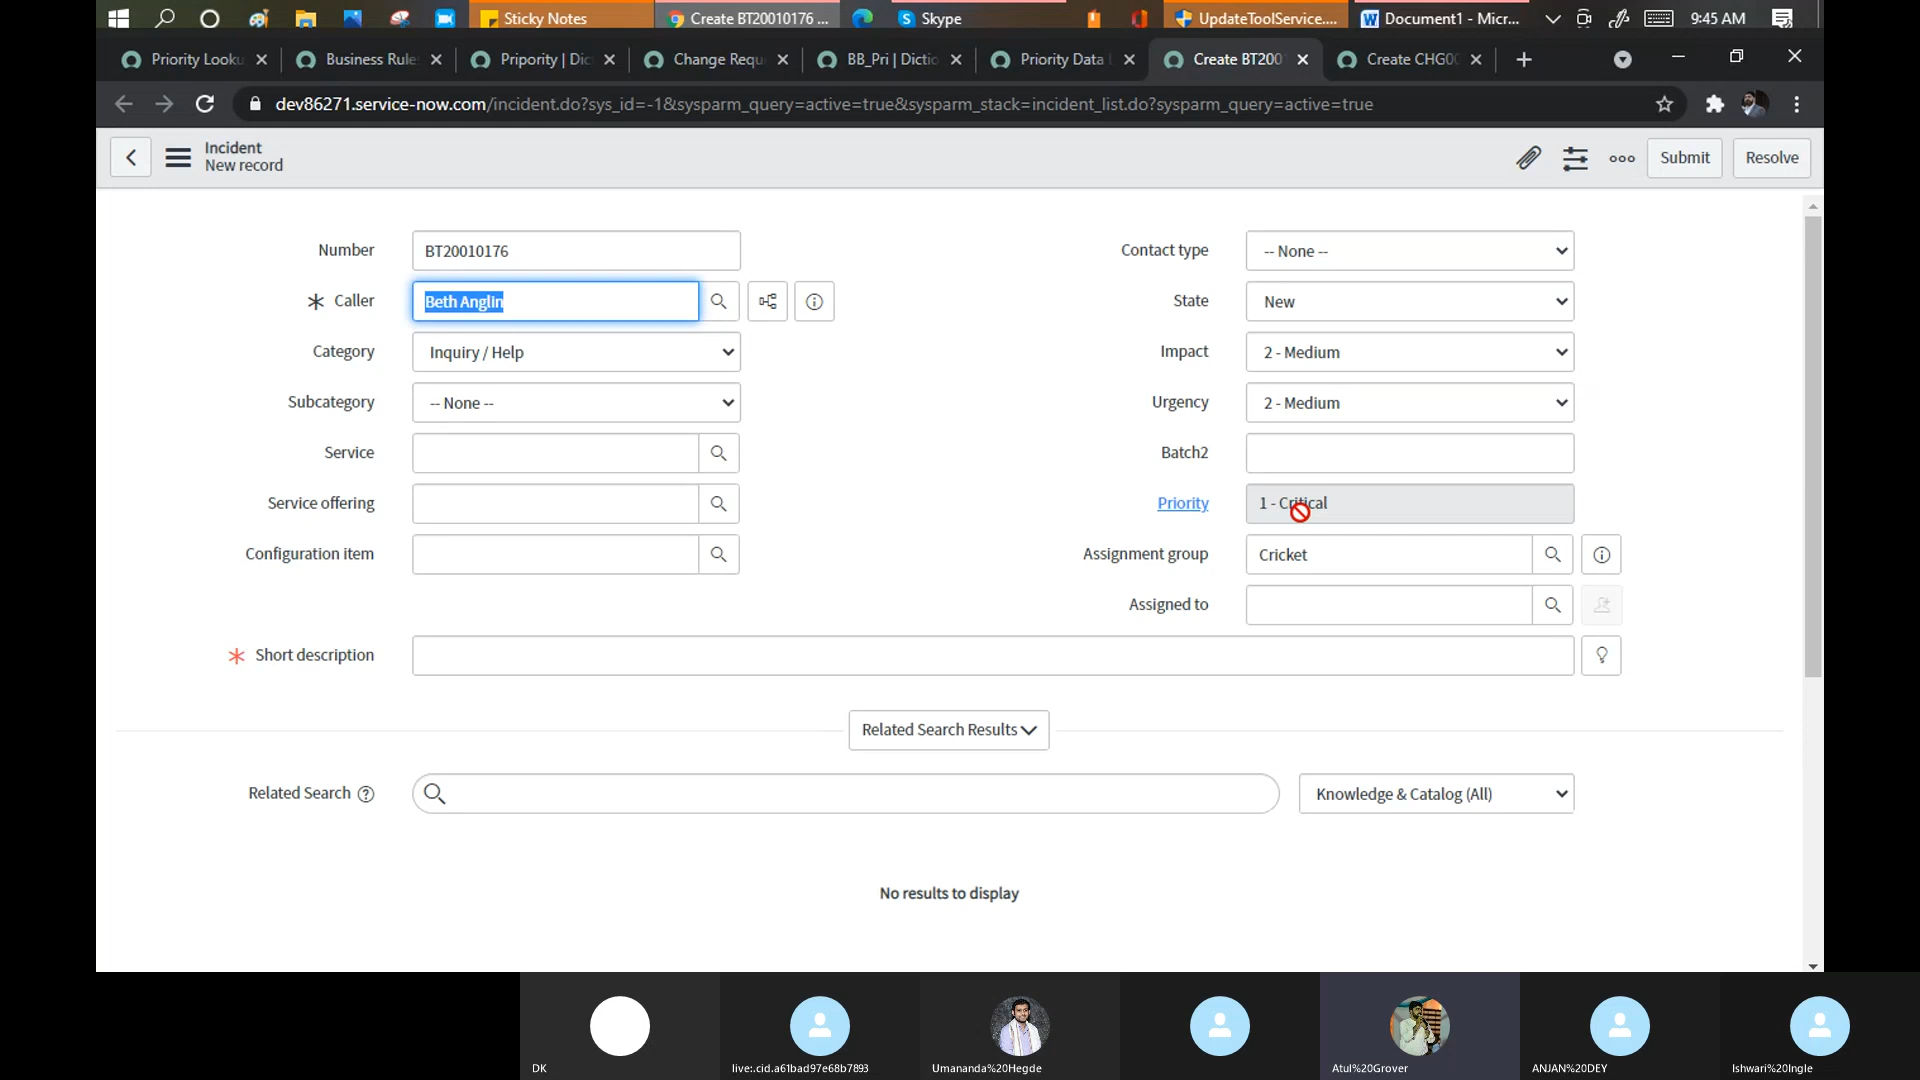 Sticky Notes
Create BT20010176 ...
Skype
UpdateToolService....
Document1 - Micr...
9:45 AM
Priority Looku
Business Rule
Pripority | Dic
Change Requ
BB_Pri | Dictio
Priority Data
Create BT200
Create CHG00
dev86271.service-now.com/incident.do?sys_id=-1&sysparm_query=active=true&sysparm_stack=incident_list.do?sysparm_query=active=true
Incident
New record
Submit
Resolve
Number
BT20010176
Contact type
-- None --
Caller
Beth Anglin
State
New
Category
Inquiry / Help
Impact
2 - Medium
Subcategory
-- None --
Urgency
2 - Medium
Service
Batch2
Service offering
Priority
1 - Critical
Configuration item
Assignment group
Cricket
Assigned to
Short description
Related Search Results
Related Search
Knowledge & Catalog (All)
No results to display
DK
live:.cid.a61bad97e68b7893
Umananda%20Hegde
Atul%20Grover
ANJAN%20DEY
Ishwari%20Ingle